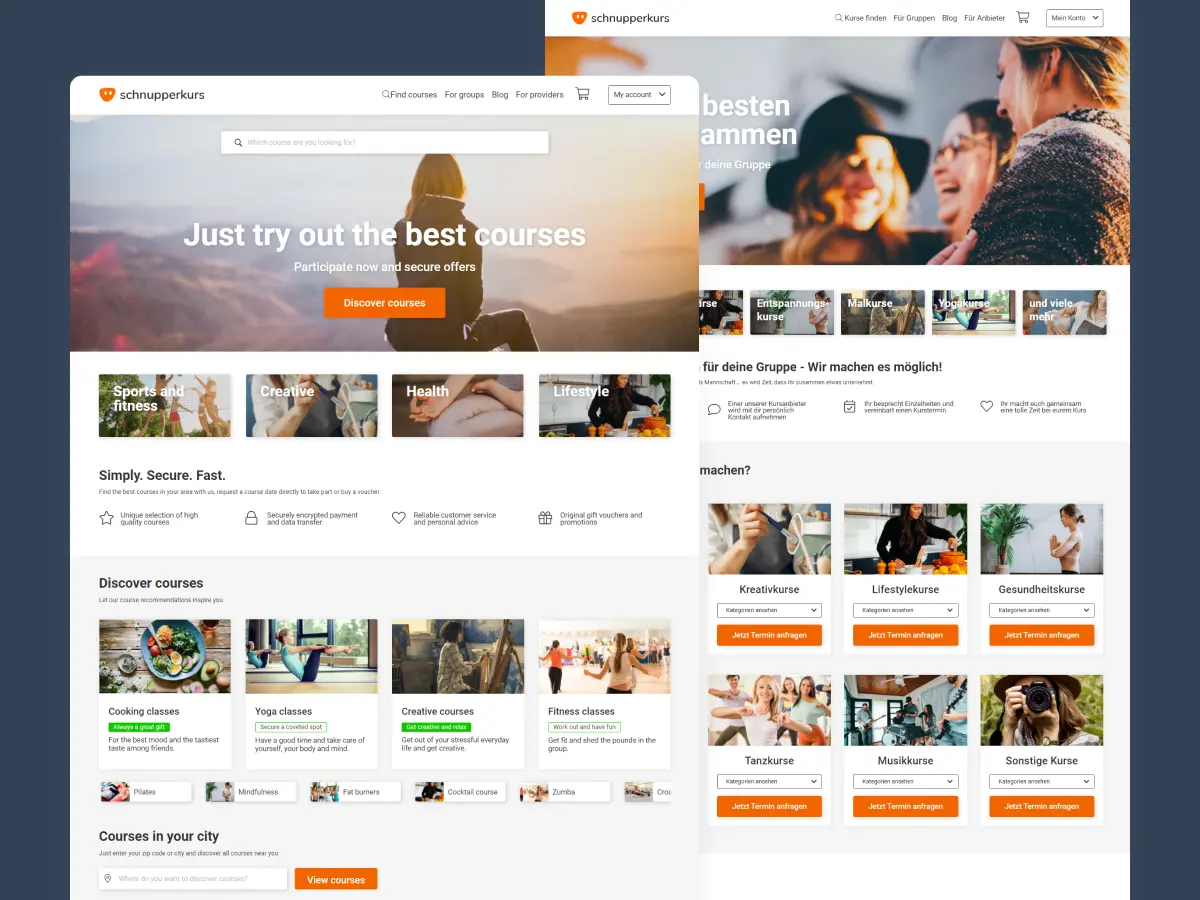 schnupperkurs
Kurse finden
Für Gruppen
Blog
Für Anbieter
Mein Konto
besten
ammen
deine Gruppe
Entspannungs-
kurse
Malkurse
Yogakurse
und viele
mehr
für deine Gruppe - Wir machen es möglich!
Mannschaft... es wird Zeit, dass ihr zusammen etwas unternehmt.
Einer unserer Kursanbieter
wird mit dir persönlich
Kontakt aufnehmen
Ihr besprecht Einzelheiten und
vereinbart einen Kurstermin
Ihr macht euch gemeinsam
eine tolle Zeit bei eurem Kurs
machen?
Kreativkurse
Kategorien ansehen
Jetzt Termin anfragen
Lifestylekurse
Kategorien ansehen
Jetzt Termin anfragen
Gesundheitskurse
Kategorien ansehen
Jetzt Termin anfragen
Tanzkurse
Kategorien ansehen
Jetzt Termin anfragen
Musikkurse
Kategorien ansehen
Jetzt Termin anfragen
Sonstige Kurse
Kategorien ansehen
Jetzt Termin anfragen
schnupperkurs
Find courses
For groups
Blog
For providers
My account
Which course are you looking for?
Just try out the best courses
Participate now and secure offers
Discover courses
Sports and
fitness
Creative
Health
Lifestyle
Simply. Secure. Fast.
Find the best courses in your area with us, request a course date directly to take part or buy a voucher.
Unique selection of high
quality courses
Securely encrypted payment
and data transfer
Reliable customer service
and personal advice
Original gift vouchers and
promotions
Discover courses
Let our course recommendations inspire you
Cooking classes
Always a great gift
For the best mood and the tastiest
taste among friends.
Yoga classes
Secure a coveted spot
Have a good time and take care of
yourself, your body and mind.
Creative courses
Get creative and relax
Get out of your stressful everyday
life and get creative.
Fitness classes
Work out and have fun
Get fit and shed the pounds in the
group.
Pilates
Mindfulness
Fat burners
Cocktail course
Zumba
Cros
Courses in your city
Just enter your zip code or city and discover all courses near you
Where do you want to discover courses?
View courses